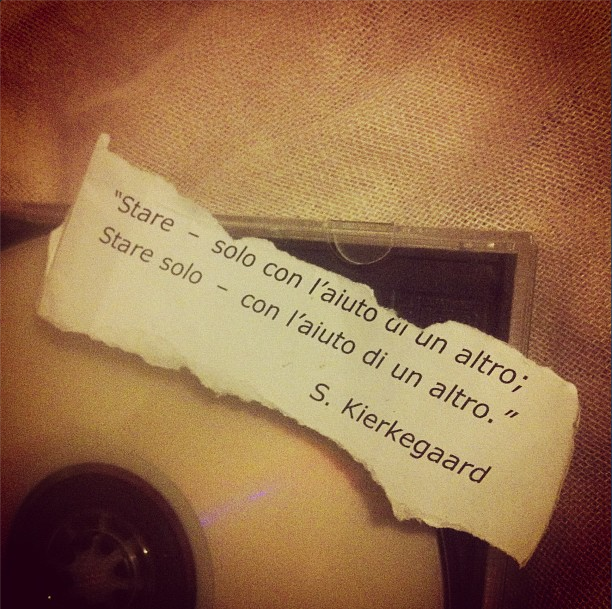 "Stare – solo con l'aiuto di un altro;
Stare solo – con l'aiuto di un altro."
S. Kierkegaard